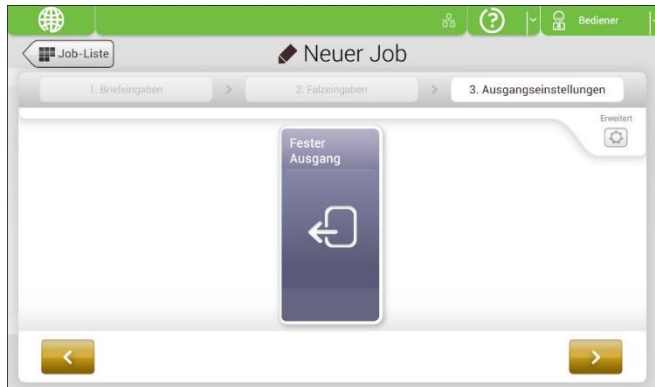 Bediener
Job-Liste
Neuer Job
1. Briefeingaben > 2. Falzeingaben > 3. Ausgangseinstellungen
Erweitert
Fester
Ausgang